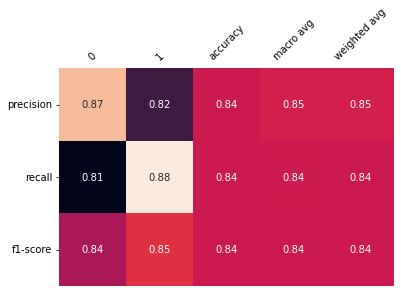 0 1 accuracy macro avg weighted avg
precision 0.87 0.82 0.84 0.85 0.85
recall 0.81 0.88 0.84 0.84 0.84
f1-score 0.84 0.85 0.84 0.84 0.84